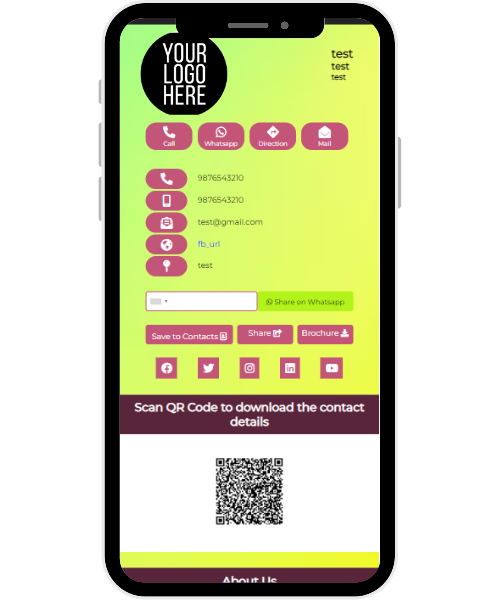 YOUR
LOGO
HERE
test
test
test
Call
Whatsapp
Direction
Mail
9876543210
9876543210
test@gmail.com
fb_url
test
Share on Whatsapp
Save to Contacts
Share
Brochure
Scan QR Code to download the contact
details
About Us